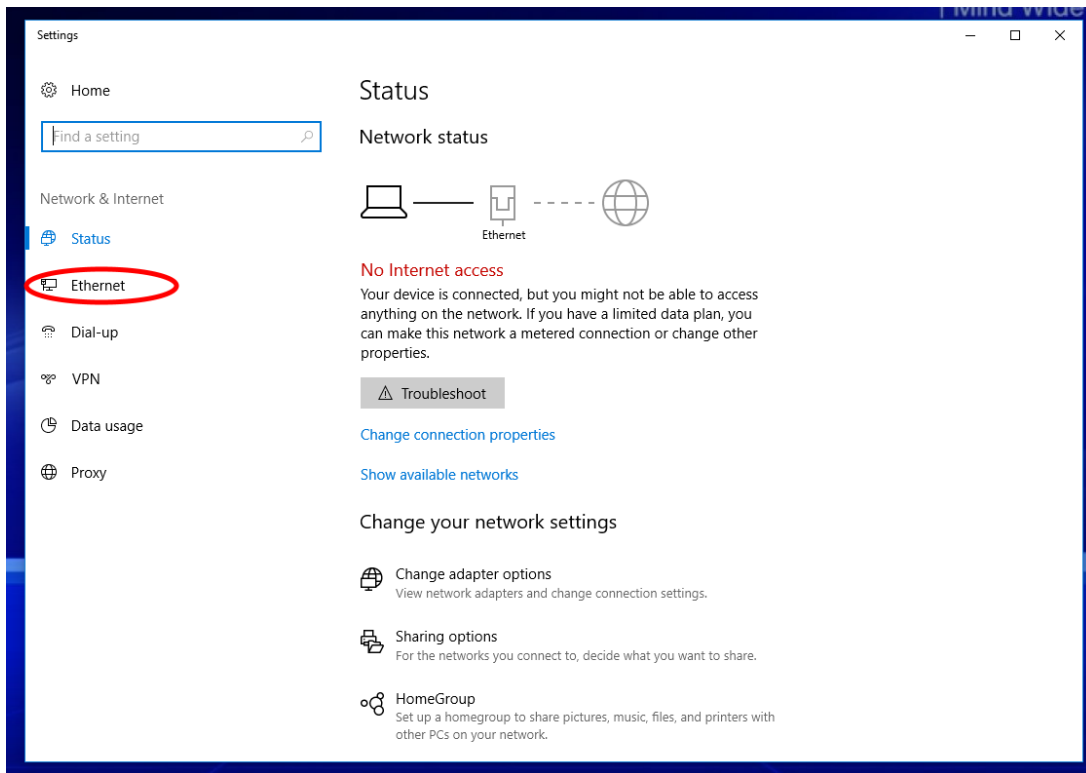 Mind Wide
Settings
Home
Find a setting
Network & Internet
Status
Ethernet
Dial-up
VPN
Data usage
Proxy
Status
Network status
Ethernet
No Internet access
Your device is connected, but you might not be able to access
anything on the network. If you have a limited data plan, you
can make this network a metered connection or change other
properties.
Troubleshoot
Change connection properties
Show available networks
Change your network settings
Change adapter options
View network adapters and change connection settings.
Sharing options
For the networks you connect to, decide what you want to share.
HomeGroup
Set up a homegroup to share pictures, music, files, and printers with
other PCs on your network.